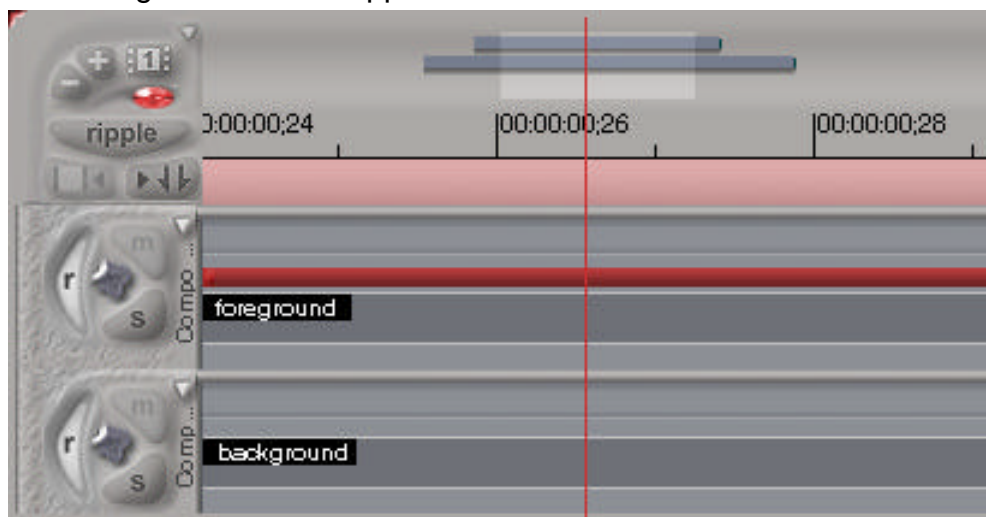 1
ripple
0:00:00;24
00:00:00;26
00:00:00;28
m
r
s
Compo ...
foreground
m
r
s
Comp ...
background